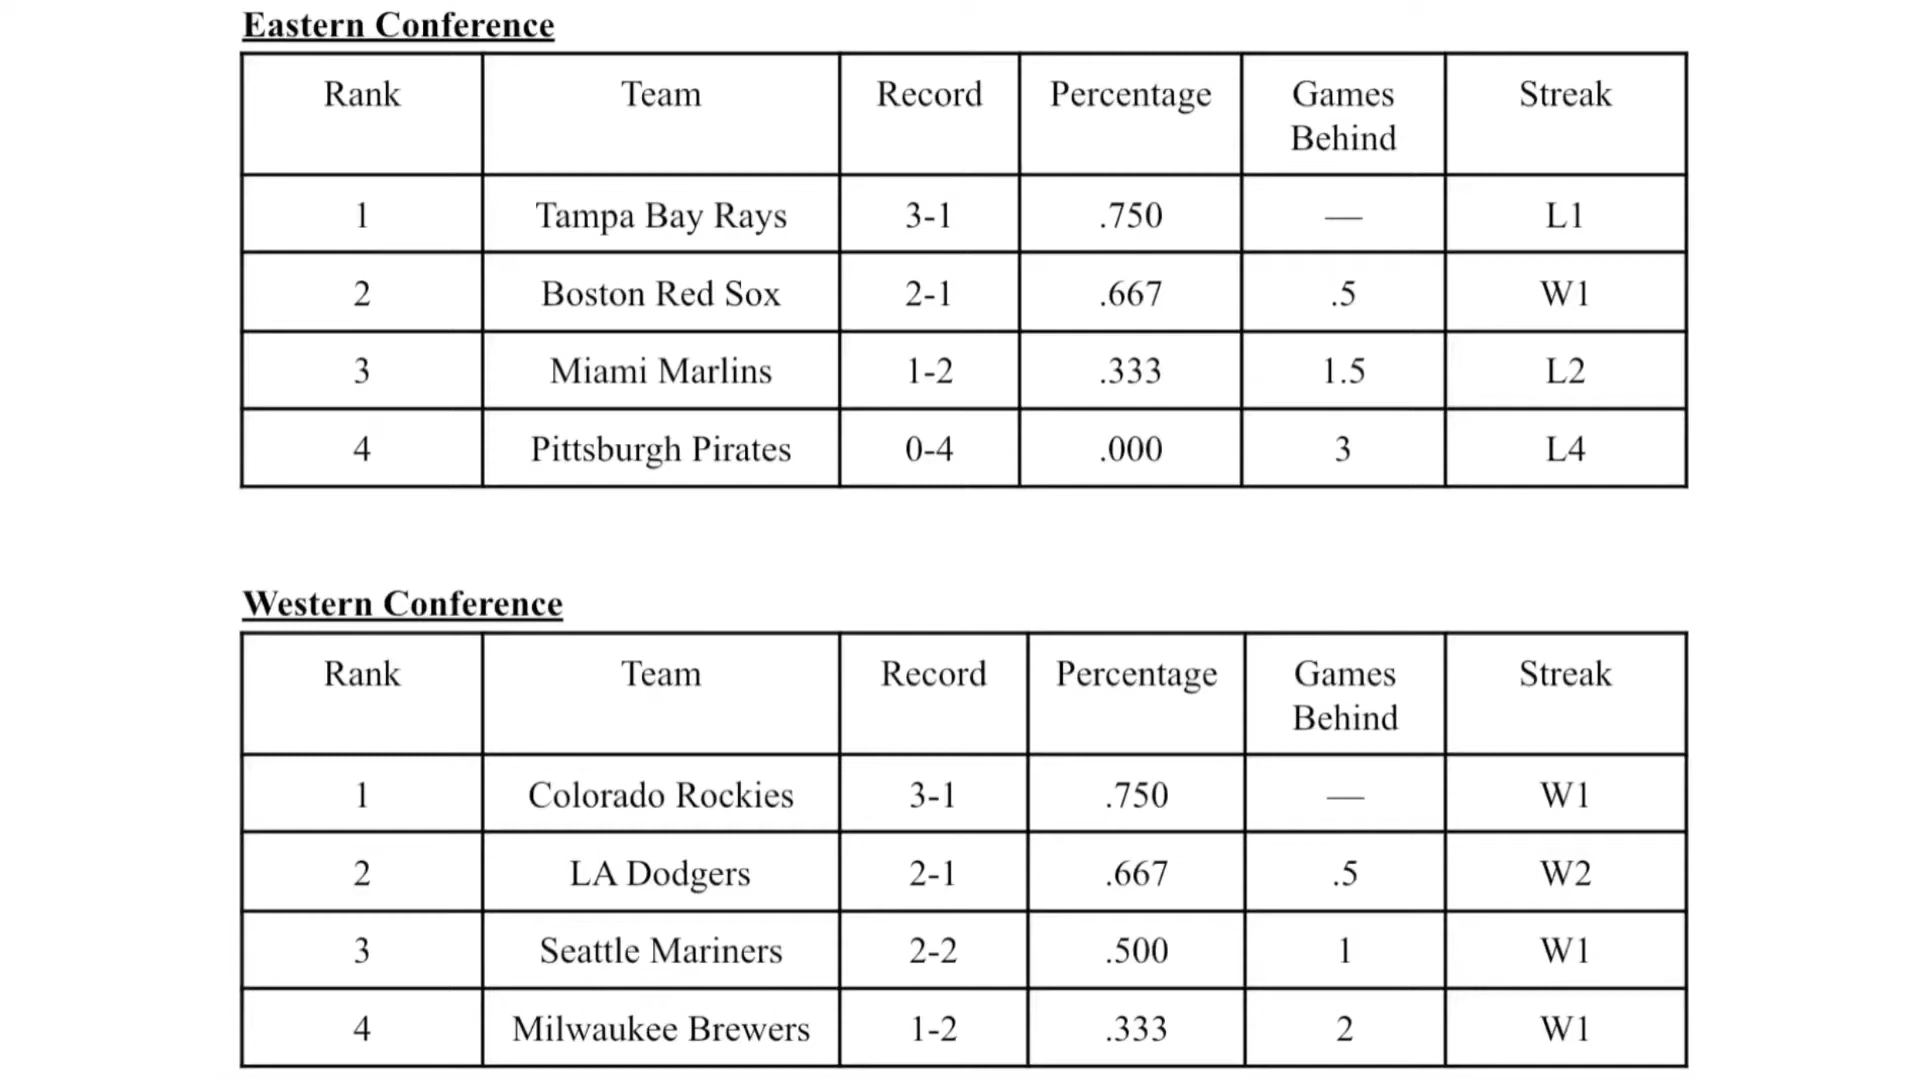 Eastern Conference
Rank Team Record Percentage Games Behind Streak
1 Tampa Bay Rays 3-1 .750 — L1
2 Boston Red Sox 2-1 .667 .5 W1
3 Miami Marlins 1-2 .333 1.5 L2
4 Pittsburgh Pirates 0-4 .000 3 L4
Western Conference
Rank Team Record Percentage Games Behind Streak
1 Colorado Rockies 3-1 .750 — W1
2 LA Dodgers 2-1 .667 .5 W2
3 Seattle Mariners 2-2 .500 1 W1
4 Milwaukee Brewers 1-2 .333 2 W1